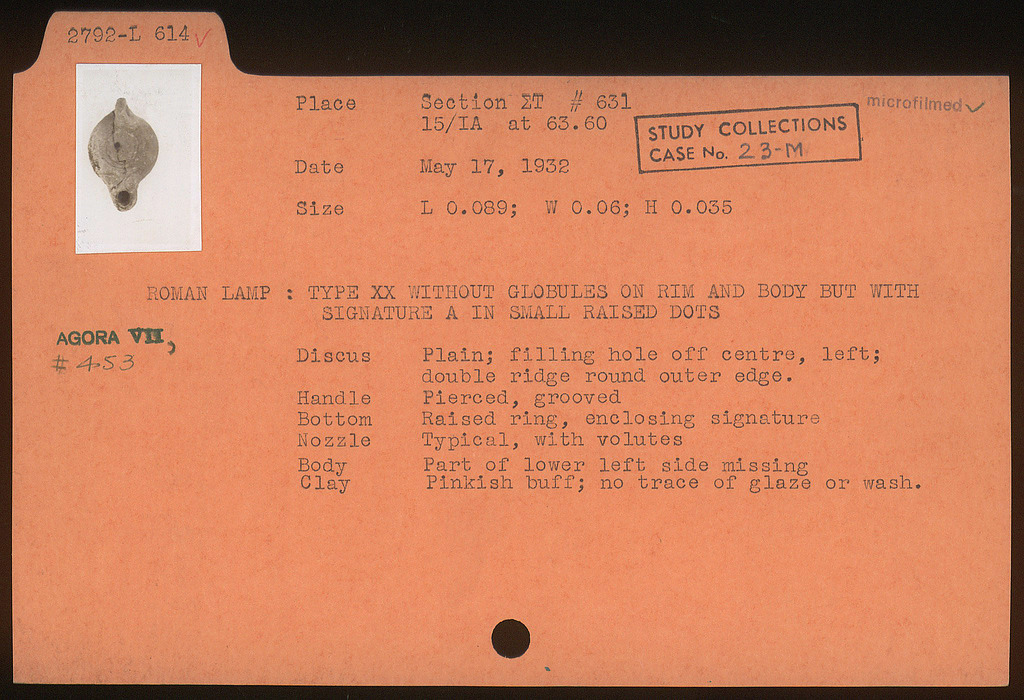 2792-L 614 ✓
Place Section ΣT # 631
15/IA at 63.60
microfilmed ✓
STUDY COLLECTIONS
CASE No. 23-M
Date May 17, 1932
Size L 0.089; W 0.06; H 0.035
ROMAN LAMP : TYPE XX WITHOUT GLOBULES ON RIM AND BODY BUT WITH
SIGNATURE A IN SMALL RAISED DOTS
AGORA VII,
# 453
Discus Plain; filling hole off centre, left;
double ridge round outer edge.
Handle Pierced, grooved
Bottom Raised ring, enclosing signature
Nozzle Typical, with volutes
Body Part of lower left side missing
Clay Pinkish buff; no trace of glaze or wash.